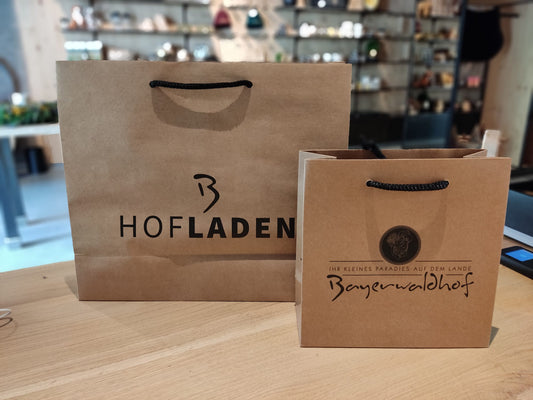 B
HOFLADEN
IHR KLEINES PARADIES AUF DEM LANDE
Bayerwaldhof